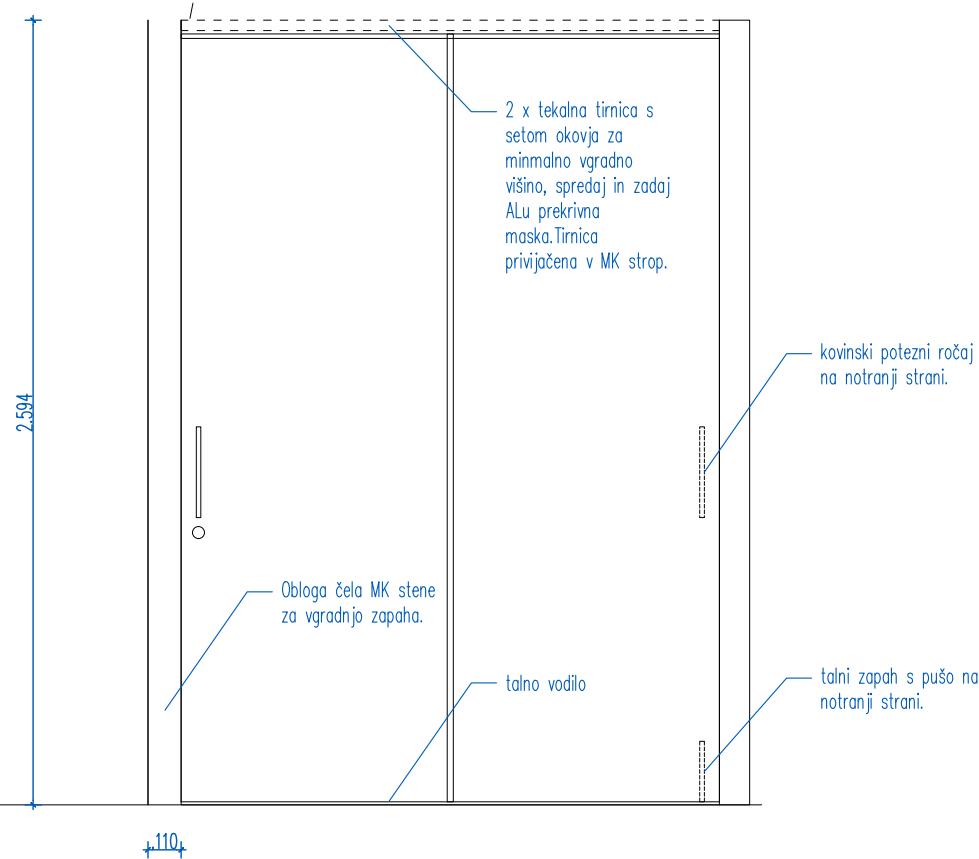 2 x tekalna tirnica s
setom okovja za
minmalno vgradno
višino, spredaj in zadaj
ALu prekrivna
maska.Tirnica
privijačena v MK strop.
kovinski potezni ročaj
na notranji strani.
2.594
Obloga čela MK stene
za vgradnjo zapaha.
talno vodilo
talni zapah s pušo na
notranji strani.
.110